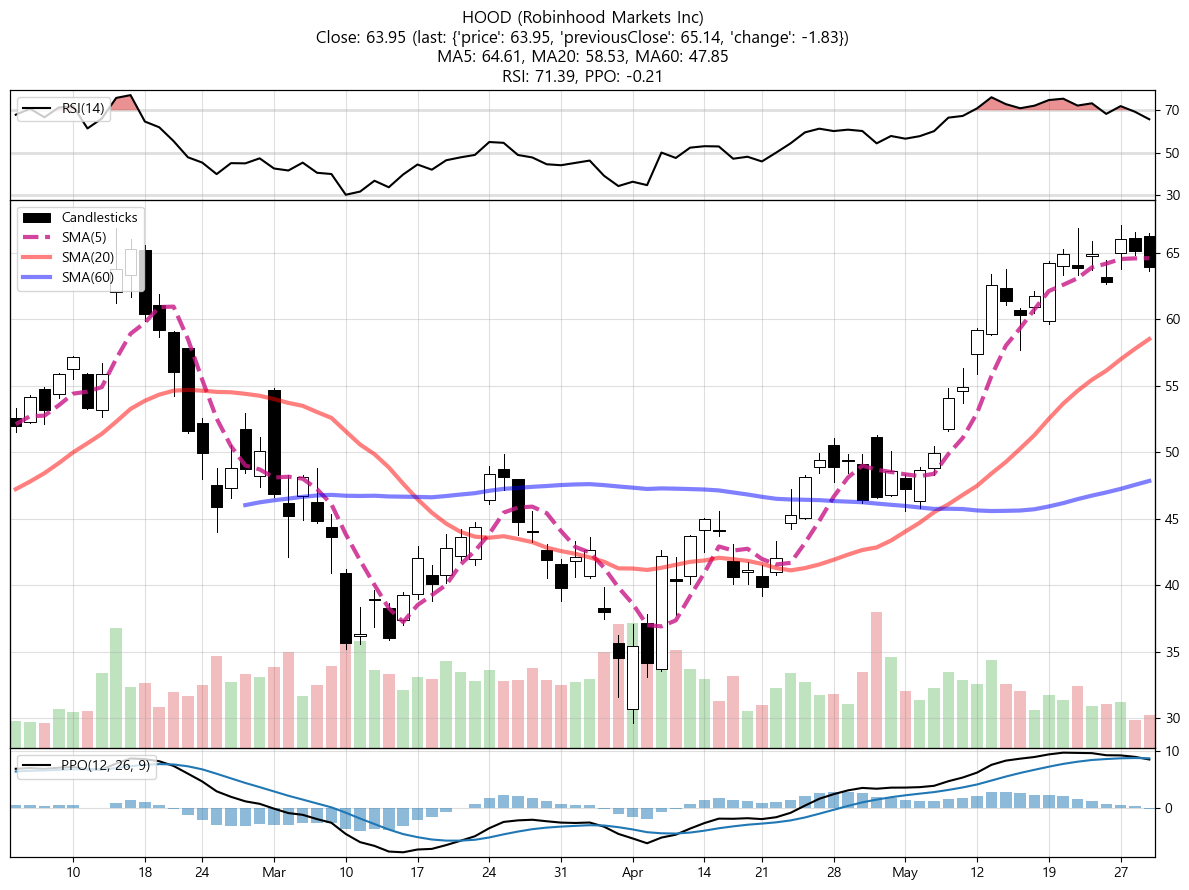 HOOD (Robinhood Markets Inc)
Close: 63.95 (last: {'price': 63.95, 'previousClose': 65.14, 'change': -1.83})
MA5: 64.61, MA20: 58.53, MA60: 47.85
RSI: 71.39, PPO: -0.21
RSI(14)
70
50
30
Candlesticks
SMA(5)
SMA(20)
SMA(60)
65
60
55
50
45
40
35
30
PPO(12, 26, 9)
10
0
10 18 24 Mar 10 17 24 31 Apr 14 21 28 May 12 19 27